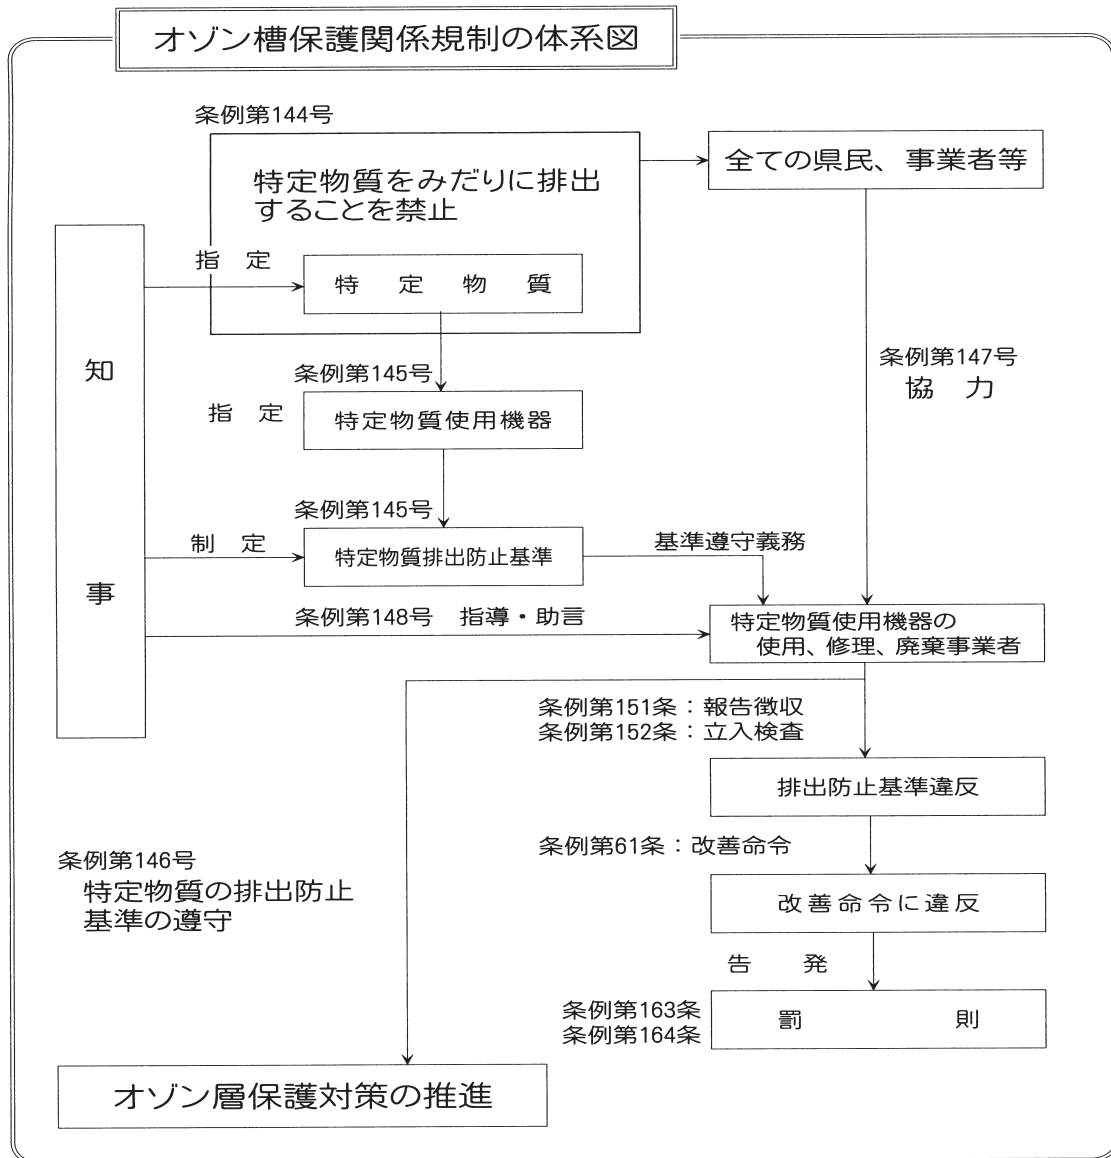 オゾン槽保護関係規制の体系図
条例第144号
特定物質をみだりに排出
することを禁止
全ての県民、事業者等
指 定
特 定 物 質
知
事
条例第147号
協 力
条例第145号
指 定
特定物質使用機器
条例第145号
制 定
特定物質排出防止基準
基準遵守義務
条例第148号 指導・助言
特定物質使用機器の
使用、修理、廃棄事業者
条例第151条：報告徴収
条例第152条：立入検査
排出防止基準違反
条例第61条：改善命令
条例第146号
特定物質の排出防止
基準の遵守
改善命令に違反
告 発
条例第163条
条例第164条
罰 則
オゾン層保護対策の推進